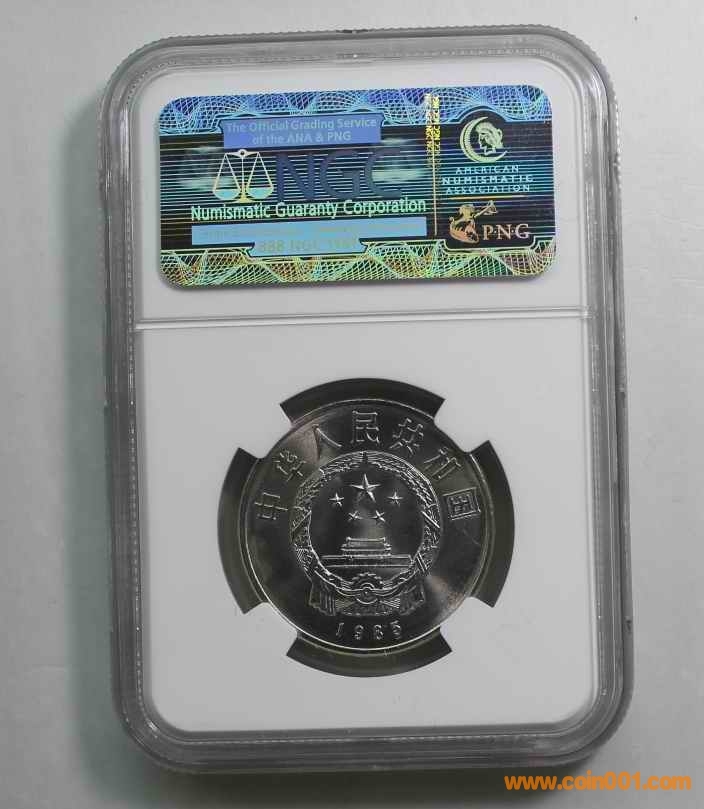 The Official Grading Service
of the ANA & PNG
NGC
Numismatic Guaranty Corporation
AMERICAN
NUMISMATIC
ASSOCIATION
P·N·G
中华人民共和国
1985
www.coin001.com